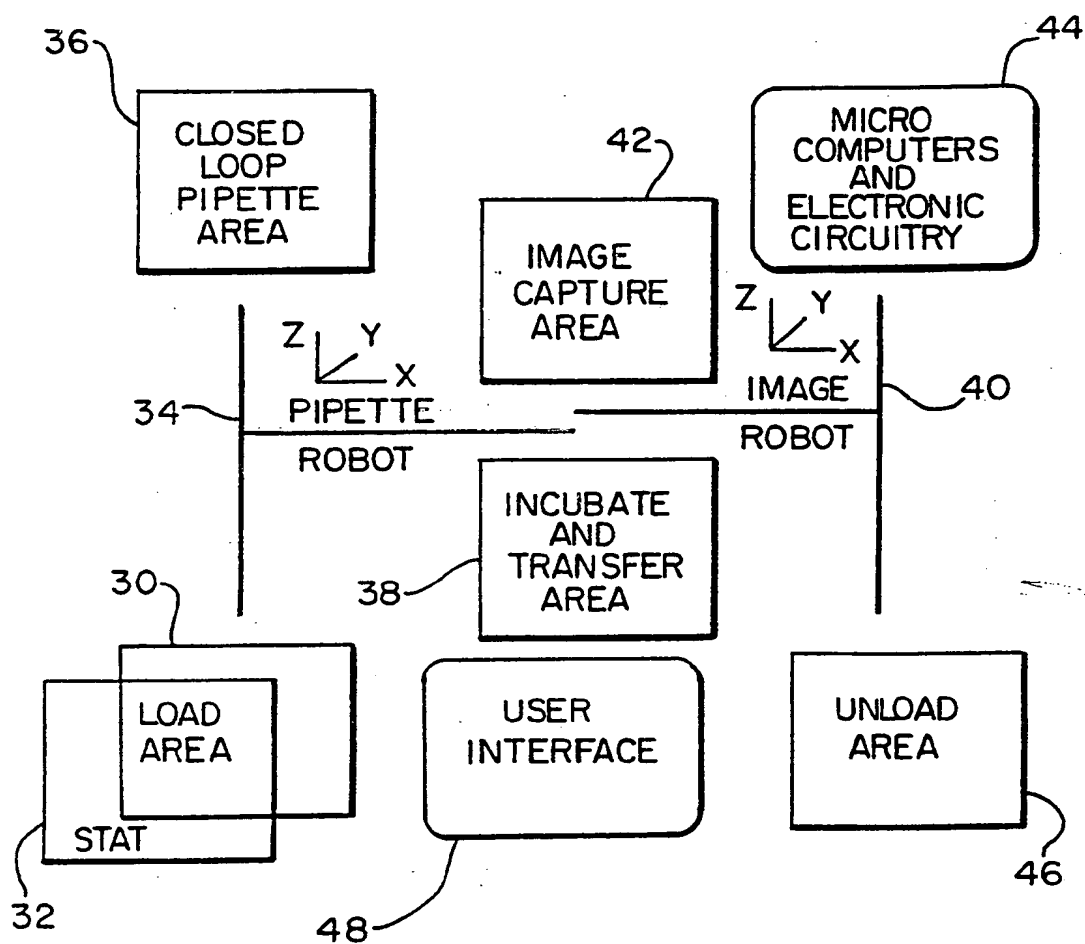 36
CLOSED
LOOP
PIPETTE
AREA
44
MICRO
COMPUTERS
AND
ELECTRONIC
CIRCUITRY
42
IMAGE
CAPTURE
AREA
Z
Y
X
34
PIPETTE
ROBOT
Z
Y
X
IMAGE
ROBOT
40
INCUBATE
AND
TRANSFER
AREA
38
30
LOAD
AREA
STAT
32
USER
INTERFACE
48
UNLOAD
AREA
46